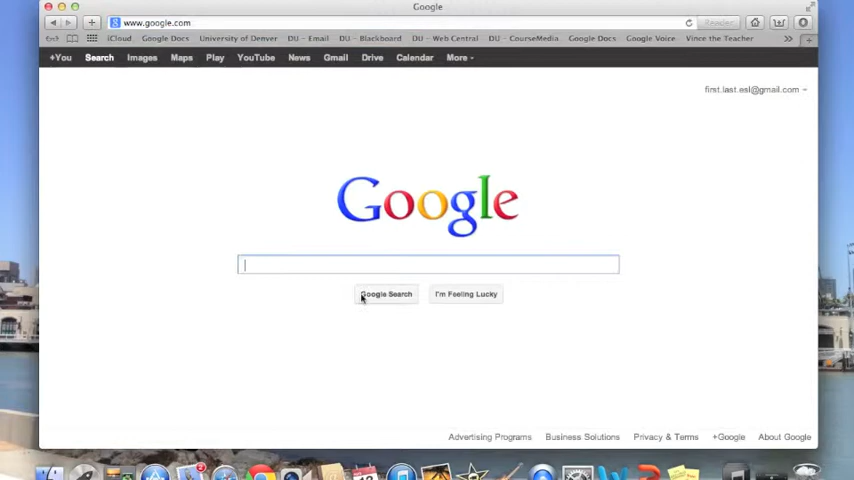 Google
www.google.com
Reader
iCloud Google Docs University of Denver DU – Email DU – Blackboard DU – Web Central DU – CourseMedia Google Docs Google Voice Vince the Teacher
+You Search Images Maps Play YouTube News Gmail Drive Calendar More
first.last.esl@gmail.com
Google
Google Search I'm Feeling Lucky
Advertising Programs Business Solutions Privacy & Terms +Google About Google